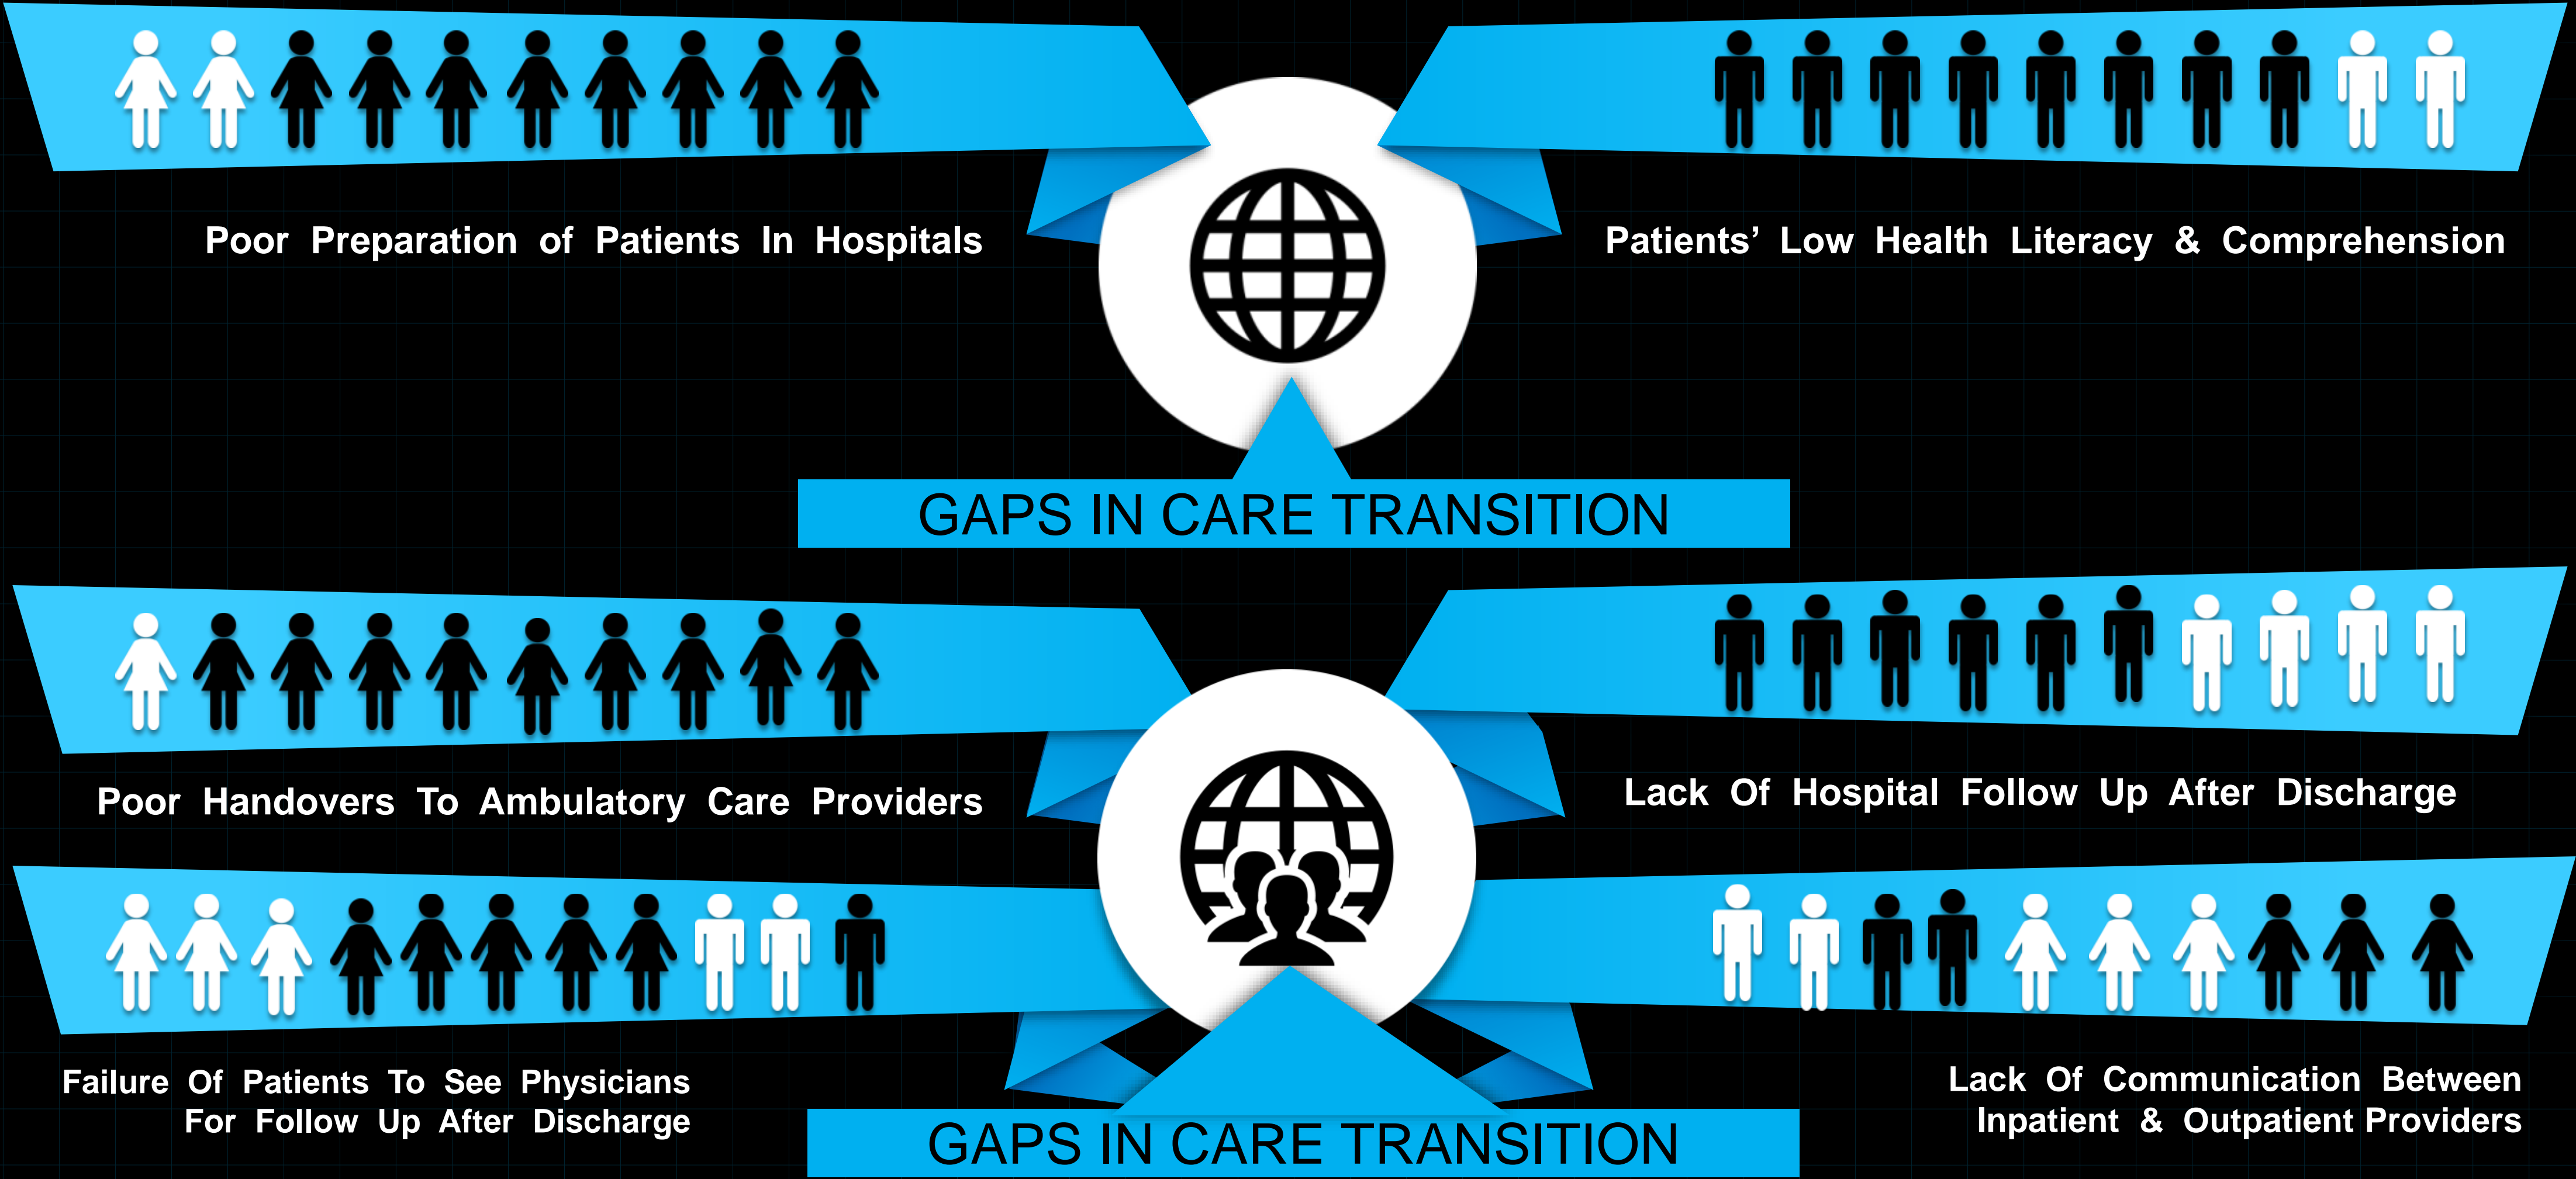 Poor Preparation of Patients In Hospitals
Patients’ Low Health Literacy & Comprehension
GAPS IN CARE TRANSITION
Poor Handovers To Ambulatory Care Providers
Lack Of Hospital Follow Up After Discharge
Failure Of Patients To See Physicians
For Follow Up After Discharge
Lack Of Communication Between
Inpatient & Outpatient Providers
GAPS IN CARE TRANSITION